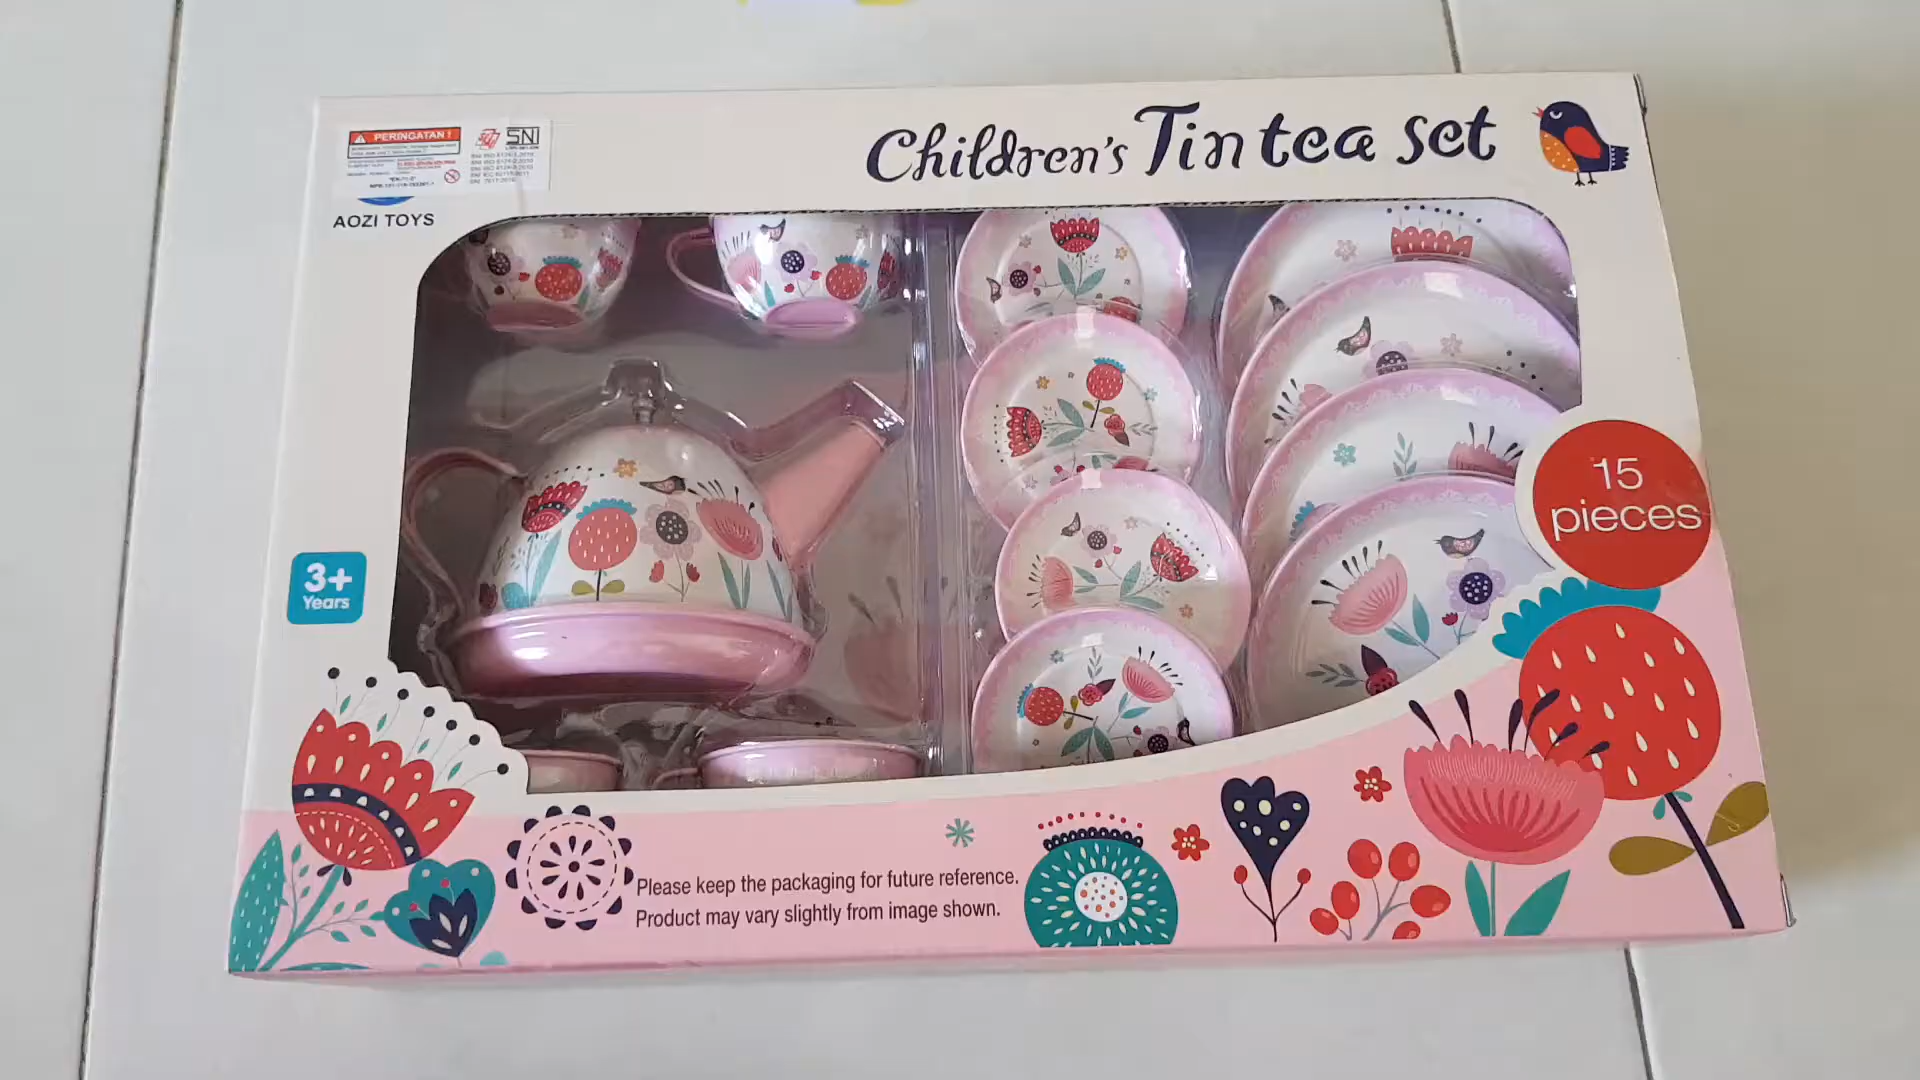 PERINGATAN !
SNI
AOZI TOYS
Children's Tin tea set
15
pieces
3+
Years
Please keep the packaging for future reference.
Product may vary slightly from image shown.